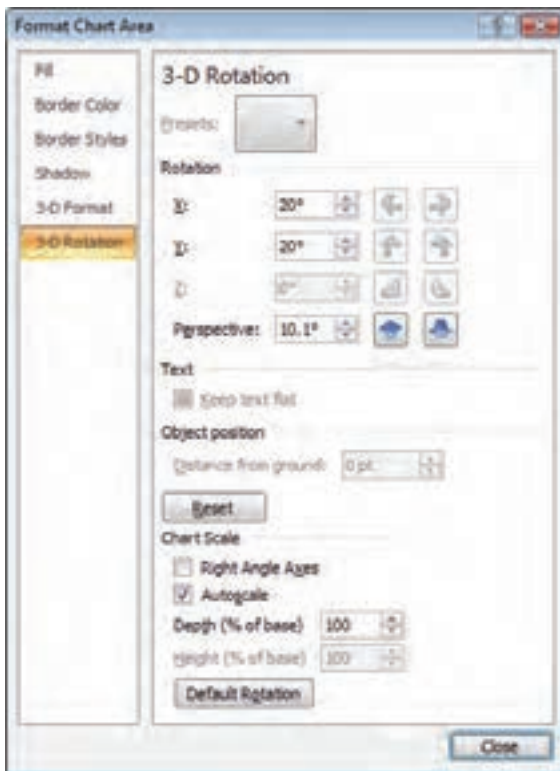 Format Chart Area
Fill
Border Color
Border Styles
Shadow
3-D Format
3-D Rotation
3-D Rotation
Presets:
Rotation
X: 20°
Y: 20°
Z: 0°
Perspective: 10.1°
Text
Keep text flat
Object position
Distance from ground: 0 pt
Reset
Chart Scale
Right Angle Axes
Autoscale
Depth (% of base) 100
Height (% of base) 100
Default Rotation
Close